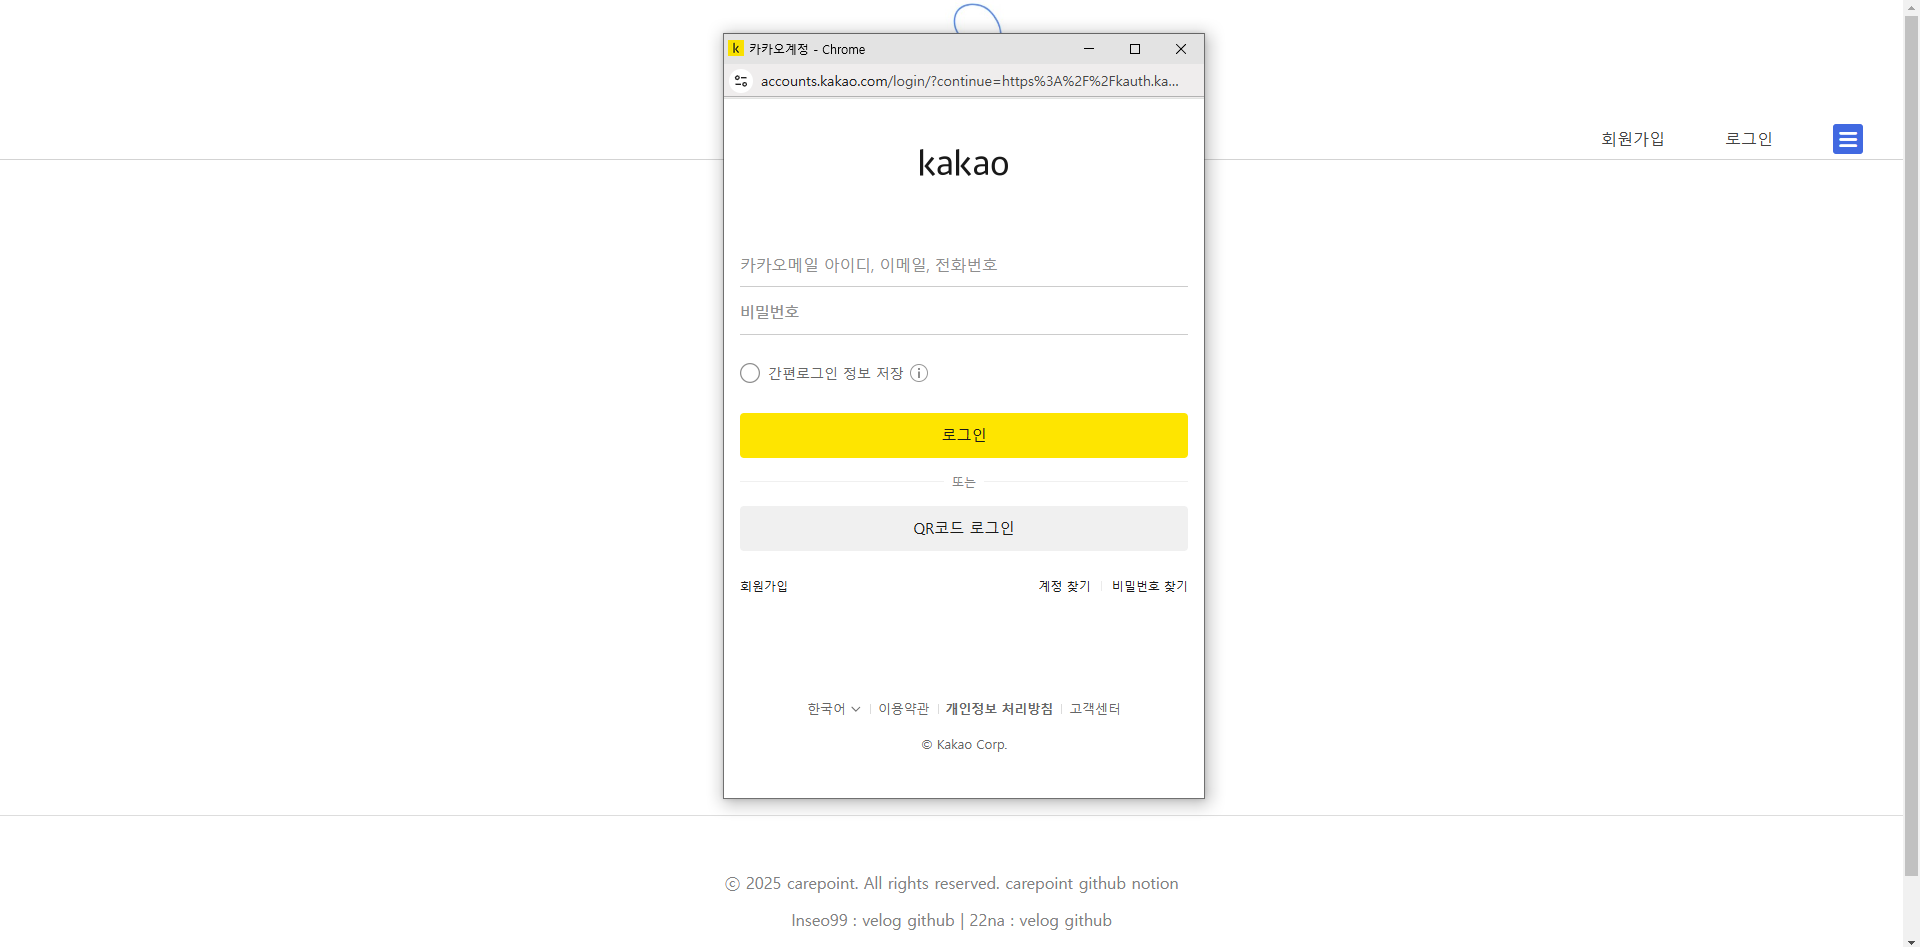 k 카카오계정 - Chrome
accounts.kakao.com/login/?continue=https%3A%2F%2Fkauth.ka...
회원가입 로그인
kakao
카카오메일 아이디, 이메일, 전화번호
비밀번호
간편로그인 정보 저장
로그인
또는
QR코드 로그인
회원가입 계정 찾기 비밀번호 찾기
한국어 이용약관 개인정보 처리방침 고객센터
© Kakao Corp.
ⓒ 2025 carepoint. All rights reserved. carepoint github notion
Inseo99 : velog github | 22na : velog github